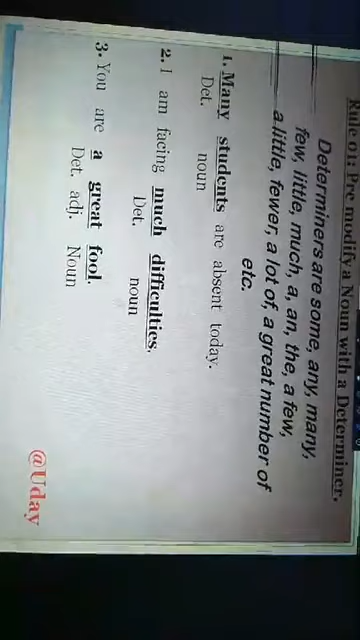 Rule 01: Pre modify a Noun with a Determiner.
Determiners are some, any, many,
few, little, much, a, an, the, a few,
a little, fewer, a lot of, a great number of
etc.
1. Many students are absent today.
Det. noun
2. I am facing much difficulties.
Det. noun
3. You are a great fool.
Det. adj. Noun
@Uday